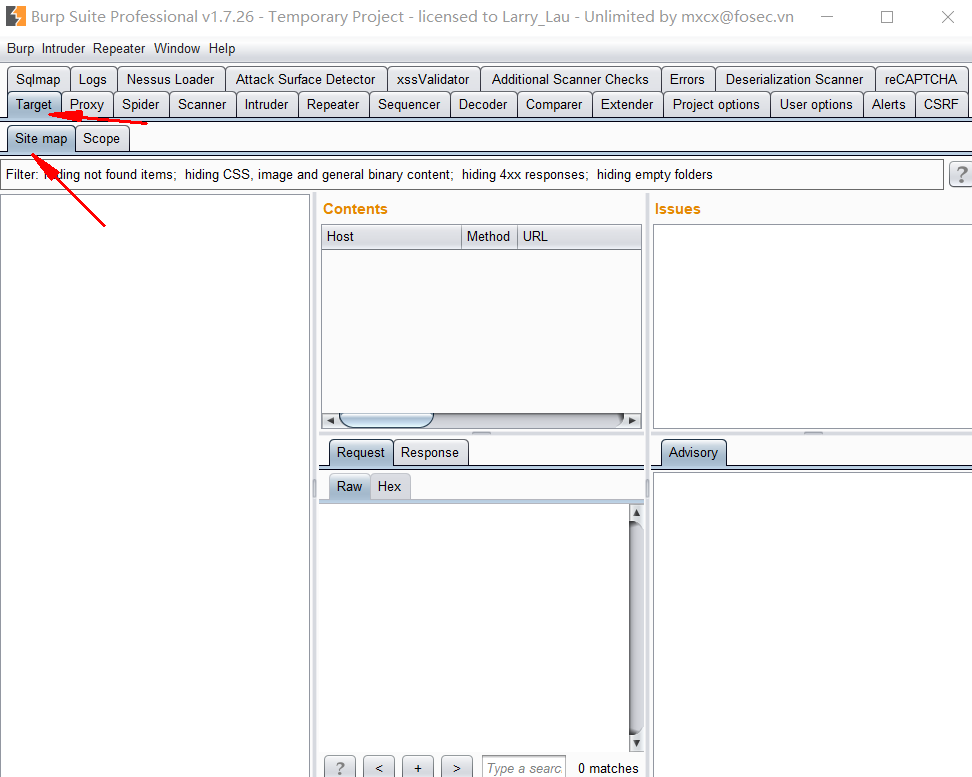 Burp Suite Professional v1.7.26 - Temporary Project - licensed to Larry_Lau - Unlimited by mxcx@fosec.vn
Burp Intruder Repeater Window Help
Sqlmap Logs Nessus Loader Attack Surface Detector xssValidator Additional Scanner Checks Errors Deserialization Scanner reCAPTCHA
Target Proxy Spider Scanner Intruder Repeater Sequencer Decoder Comparer Extender Project options User options Alerts CSRF
Site map Scope
Filter: hiding not found items; hiding CSS, image and general binary content; hiding 4xx responses; hiding empty folders ?
Contents Issues
Host Method URL
Request Response Advisory
Raw Hex
? < + > Type a searc 0 matches